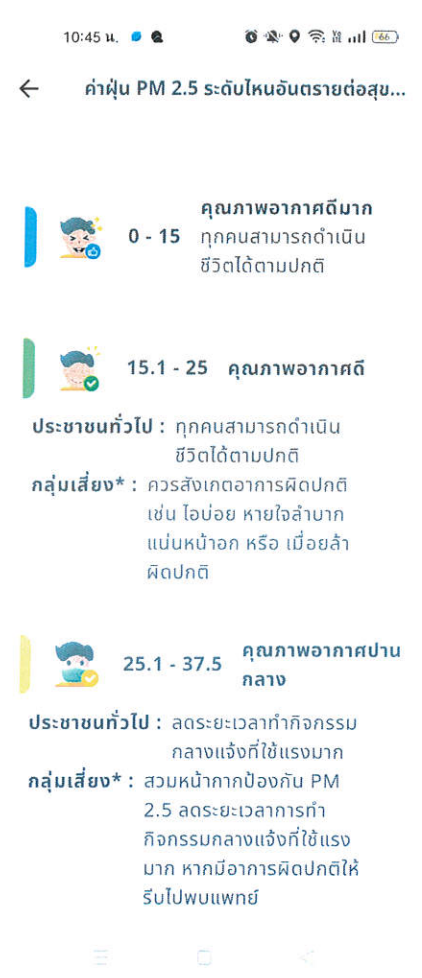 10:45 น.
66
ค่าฝุ่น PM 2.5 ระดับไหนอันตรายต่อสุข...
คุณภาพอากาศดีมาก
0 - 15 ทุกคนสามารถดำเนิน
ชีวิตได้ตามปกติ
15.1 - 25 คุณภาพอากาศดี
ประชาชนทั่วไป : ทุกคนสามารถดำเนิน
ชีวิตได้ตามปกติ
กลุ่มเสี่ยง* : ควรสังเกตอาการผิดปกติ
เช่น ไอบ่อย หายใจลำบาก
แน่นหน้าอก หรือ เมื่อยล้า
ผิดปกติ
25.1 - 37.5 คุณภาพอากาศปาน
กลาง
ประชาชนทั่วไป : ลดระยะเวลาทำกิจกรรม
กลางแจ้งที่ใช้แรงมาก
กลุ่มเสี่ยง* : สวมหน้ากากป้องกัน PM
2.5 ลดระยะเวลาการทำ
กิจกรรมกลางแจ้งที่ใช้แรง
มาก หากมีอาการผิดปกติให้
รีบไปพบแพทย์